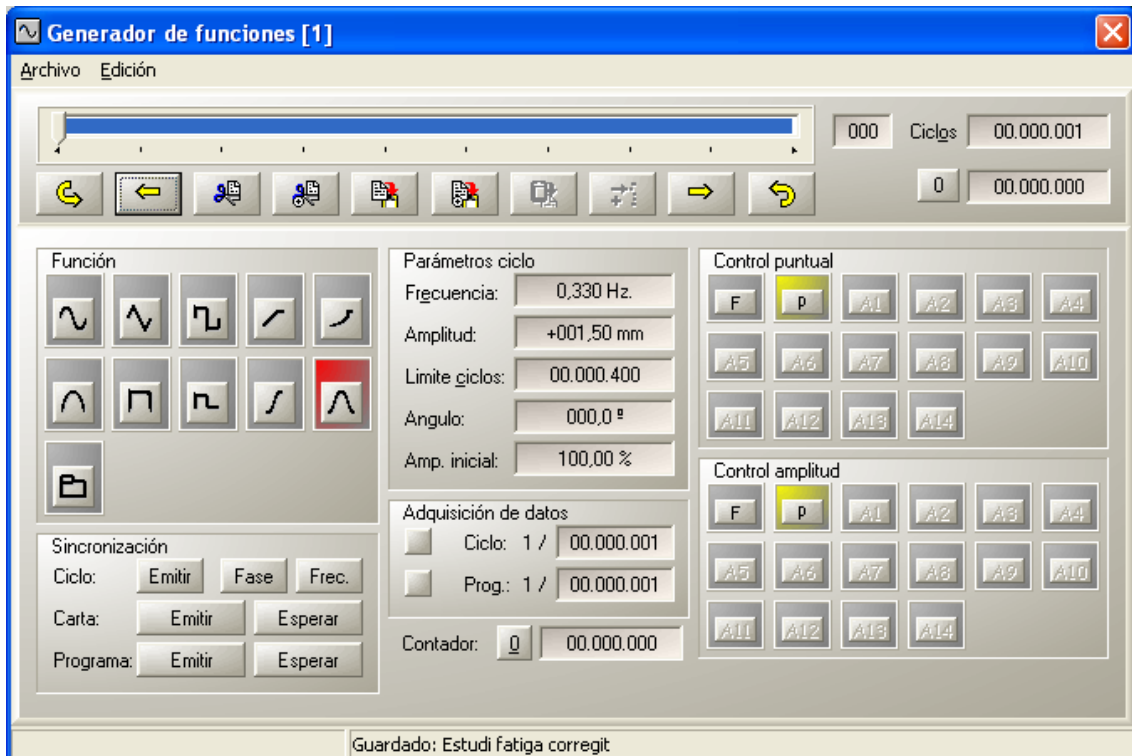 Generador de funciones [1]
Archivo Edición
000 Ciclos 00.000.001
0 00.000.000
Función
Parámetros ciclo
Frecuencia: 0,330 Hz.
Amplitud: +001,50 mm
Limite ciclos: 00.000.400
Angulo: 000,0 º
Amp. inicial: 100,00 %
Control puntual
F P A1 A2 A3 A4
A5 A6 A7 A8 A9 A10
A11 A12 A13 A14
Control amplitud
F P A1 A2 A3 A4
A5 A6 A7 A8 A9 A10
A11 A12 A13 A14
Adquisición de datos
Ciclo: 1 / 00.000.001
Prog.: 1 / 00.000.001
Contador: 0 00.000.000
Sincronización
Ciclo: Emitir Fase Frec.
Carta: Emitir Esperar
Programa: Emitir Esperar
Guardado: Estudi fatiga corregit